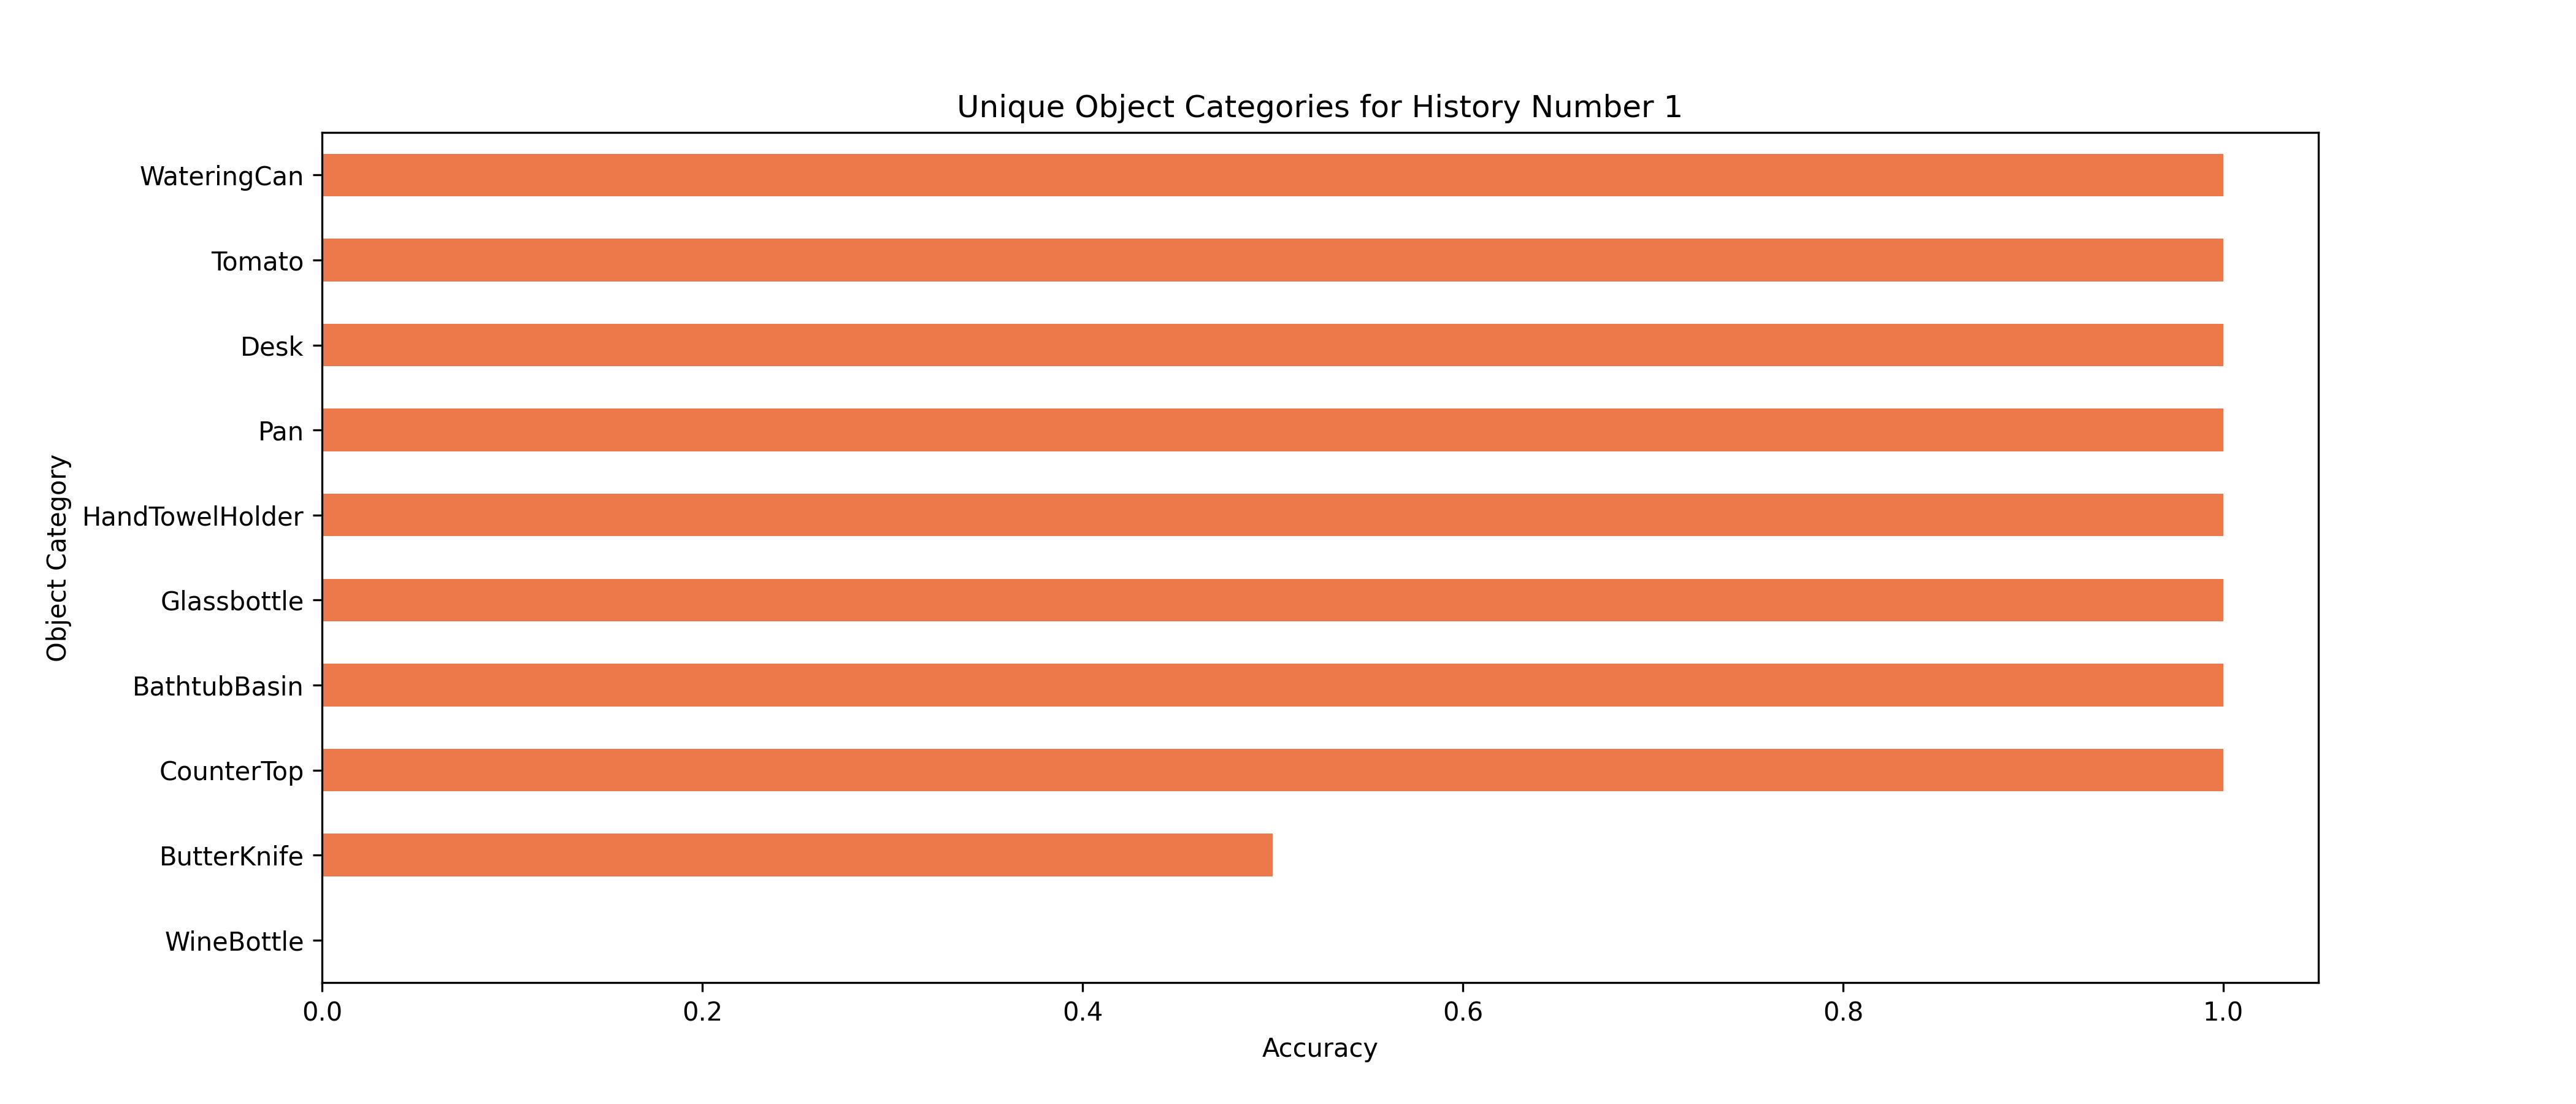 Unique Object Categories for History Number 1
Object Category
WateringCan
Tomato
Desk
Pan
HandTowelHolder
Glassbottle
BathtubBasin
CounterTop
ButterKnife
WineBottle
0.0 0.2 0.4 0.6 0.8 1.0
Accuracy